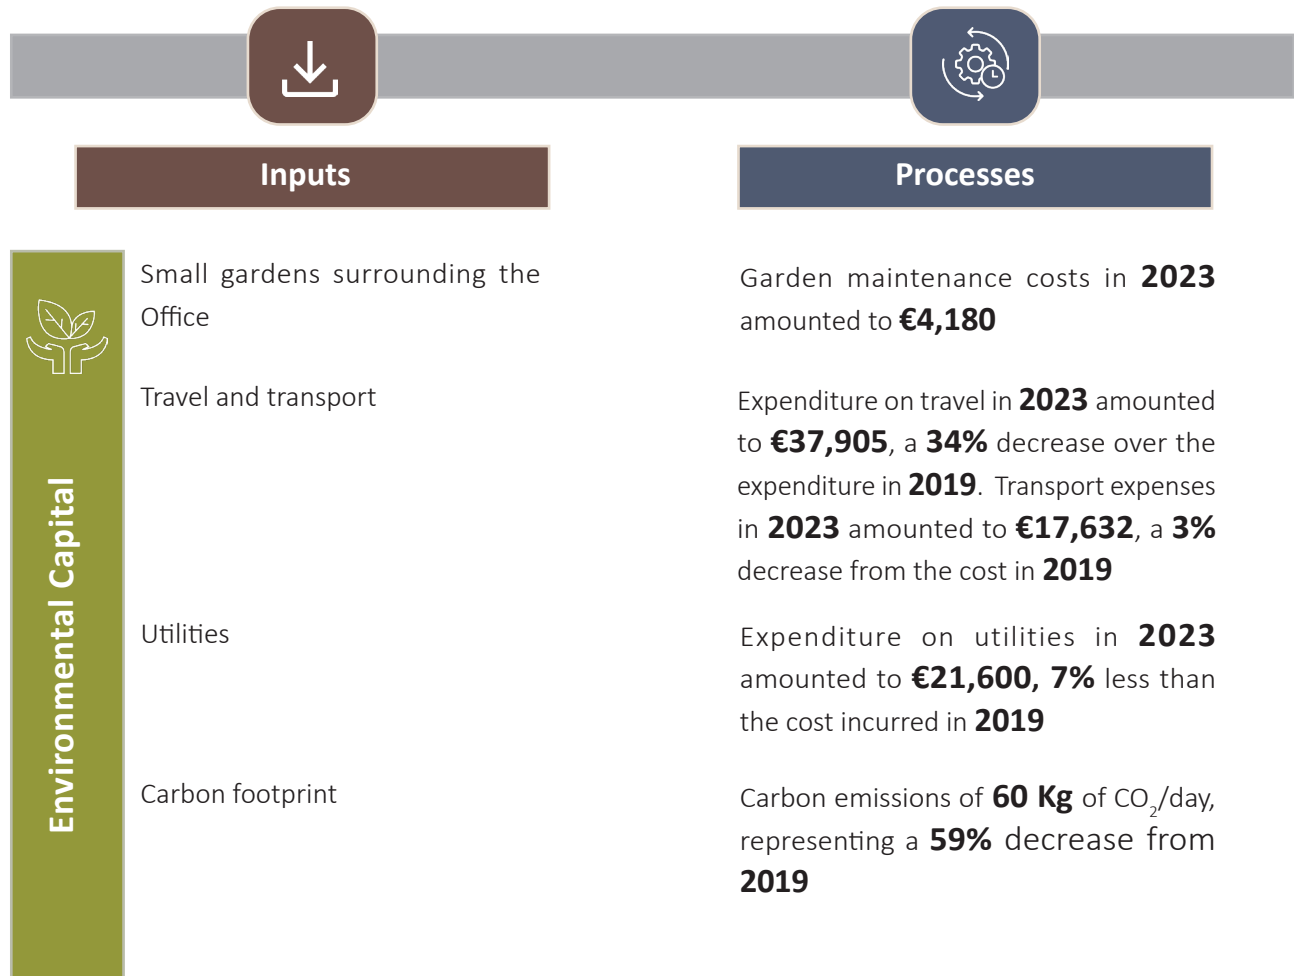 Inputs
Processes
Environmental Capital
Small gardens surrounding the
Office
Garden maintenance costs in 2023
amounted to €4,180
Travel and transport
Expenditure on travel in 2023 amounted
to €37,905, a 34% decrease over the
expenditure in 2019. Transport expenses
in 2023 amounted to €17,632, a 3%
decrease from the cost in 2019
Utilities
Expenditure on utilities in 2023
amounted to €21,600, 7% less than
the cost incurred in 2019
Carbon footprint
Carbon emissions of 60 Kg of CO₂/day,
representing a 59% decrease from
2019